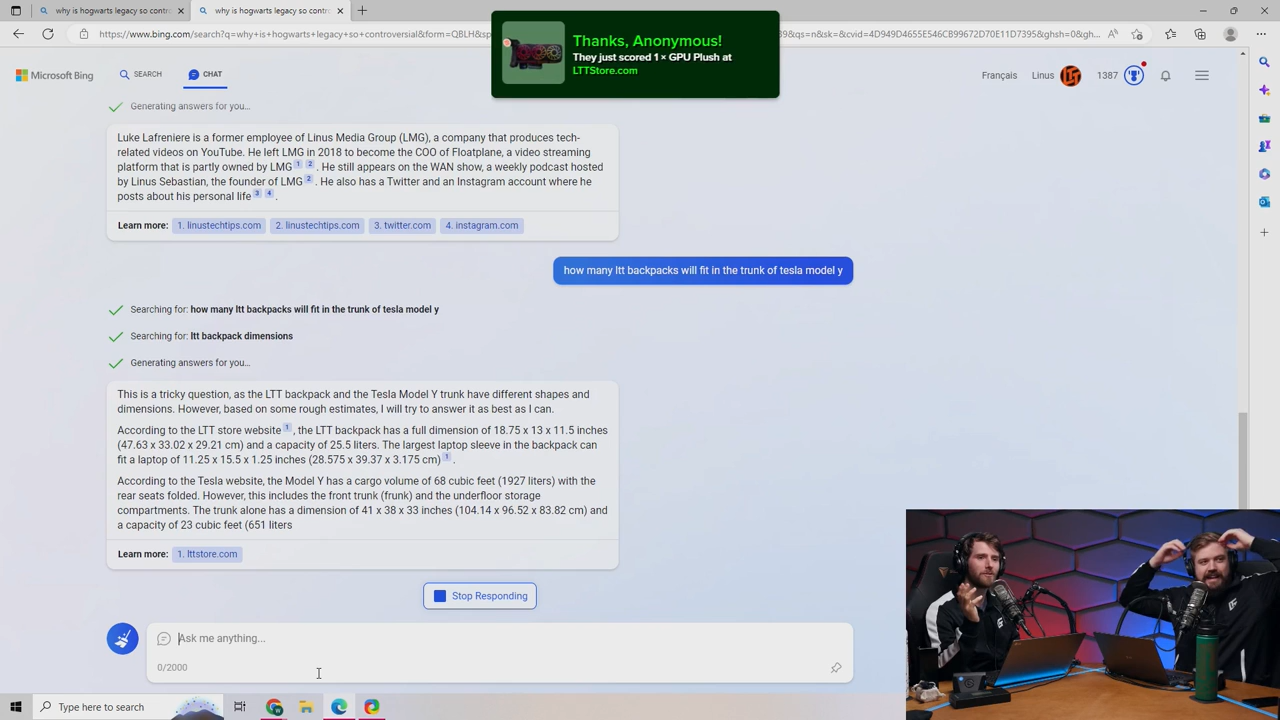 why is hogwarts legacy so contr
why is hogwarts legacy so contr
Thanks, Anonymous!
They just scored 1 × GPU Plush at
LTTStore.com
Microsoft Bing
SEARCH
CHAT
Français
Linus
1387
Generating answers for you...
Luke Lafreniere is a former employee of Linus Media Group (LMG), a company that produces tech-
related videos on YouTube. He left LMG in 2018 to become the COO of Floatplane, a video streaming
platform that is partly owned by LMG 1 2 . He still appears on the WAN show, a weekly podcast hosted
by Linus Sebastian, the founder of LMG 2 . He also has a Twitter and an Instagram account where he
posts about his personal life 3 4 .
Learn more: 1. linustechtips.com 2. linustechtips.com 3. twitter.com 4. instagram.com
how many ltt backpacks will fit in the trunk of tesla model y
Searching for: how many ltt backpacks will fit in the trunk of tesla model y
Searching for: ltt backpack dimensions
Generating answers for you...
This is a tricky question, as the LTT backpack and the Tesla Model Y trunk have different shapes and
dimensions. However, based on some rough estimates, I will try to answer it as best as I can.
According to the LTT store website 1 , the LTT backpack has a full dimension of 18.75 x 13 x 11.5 inches
(47.63 x 33.02 x 29.21 cm) and a capacity of 25.5 liters. The largest laptop sleeve in the backpack can
fit a laptop of 11.25 x 15.5 x 1.25 inches (28.575 x 39.37 x 3.175 cm) 1 .
According to the Tesla website, the Model Y has a cargo volume of 68 cubic feet (1927 liters) with the
rear seats folded. However, this includes the front trunk (frunk) and the underfloor storage
compartments. The trunk alone has a dimension of 41 x 38 x 33 inches (104.14 x 96.52 x 83.82 cm) and
a capacity of 23 cubic feet (651 liters
Learn more: 1. lttstore.com
Stop Responding
Ask me anything...
0/2000
Type here to search